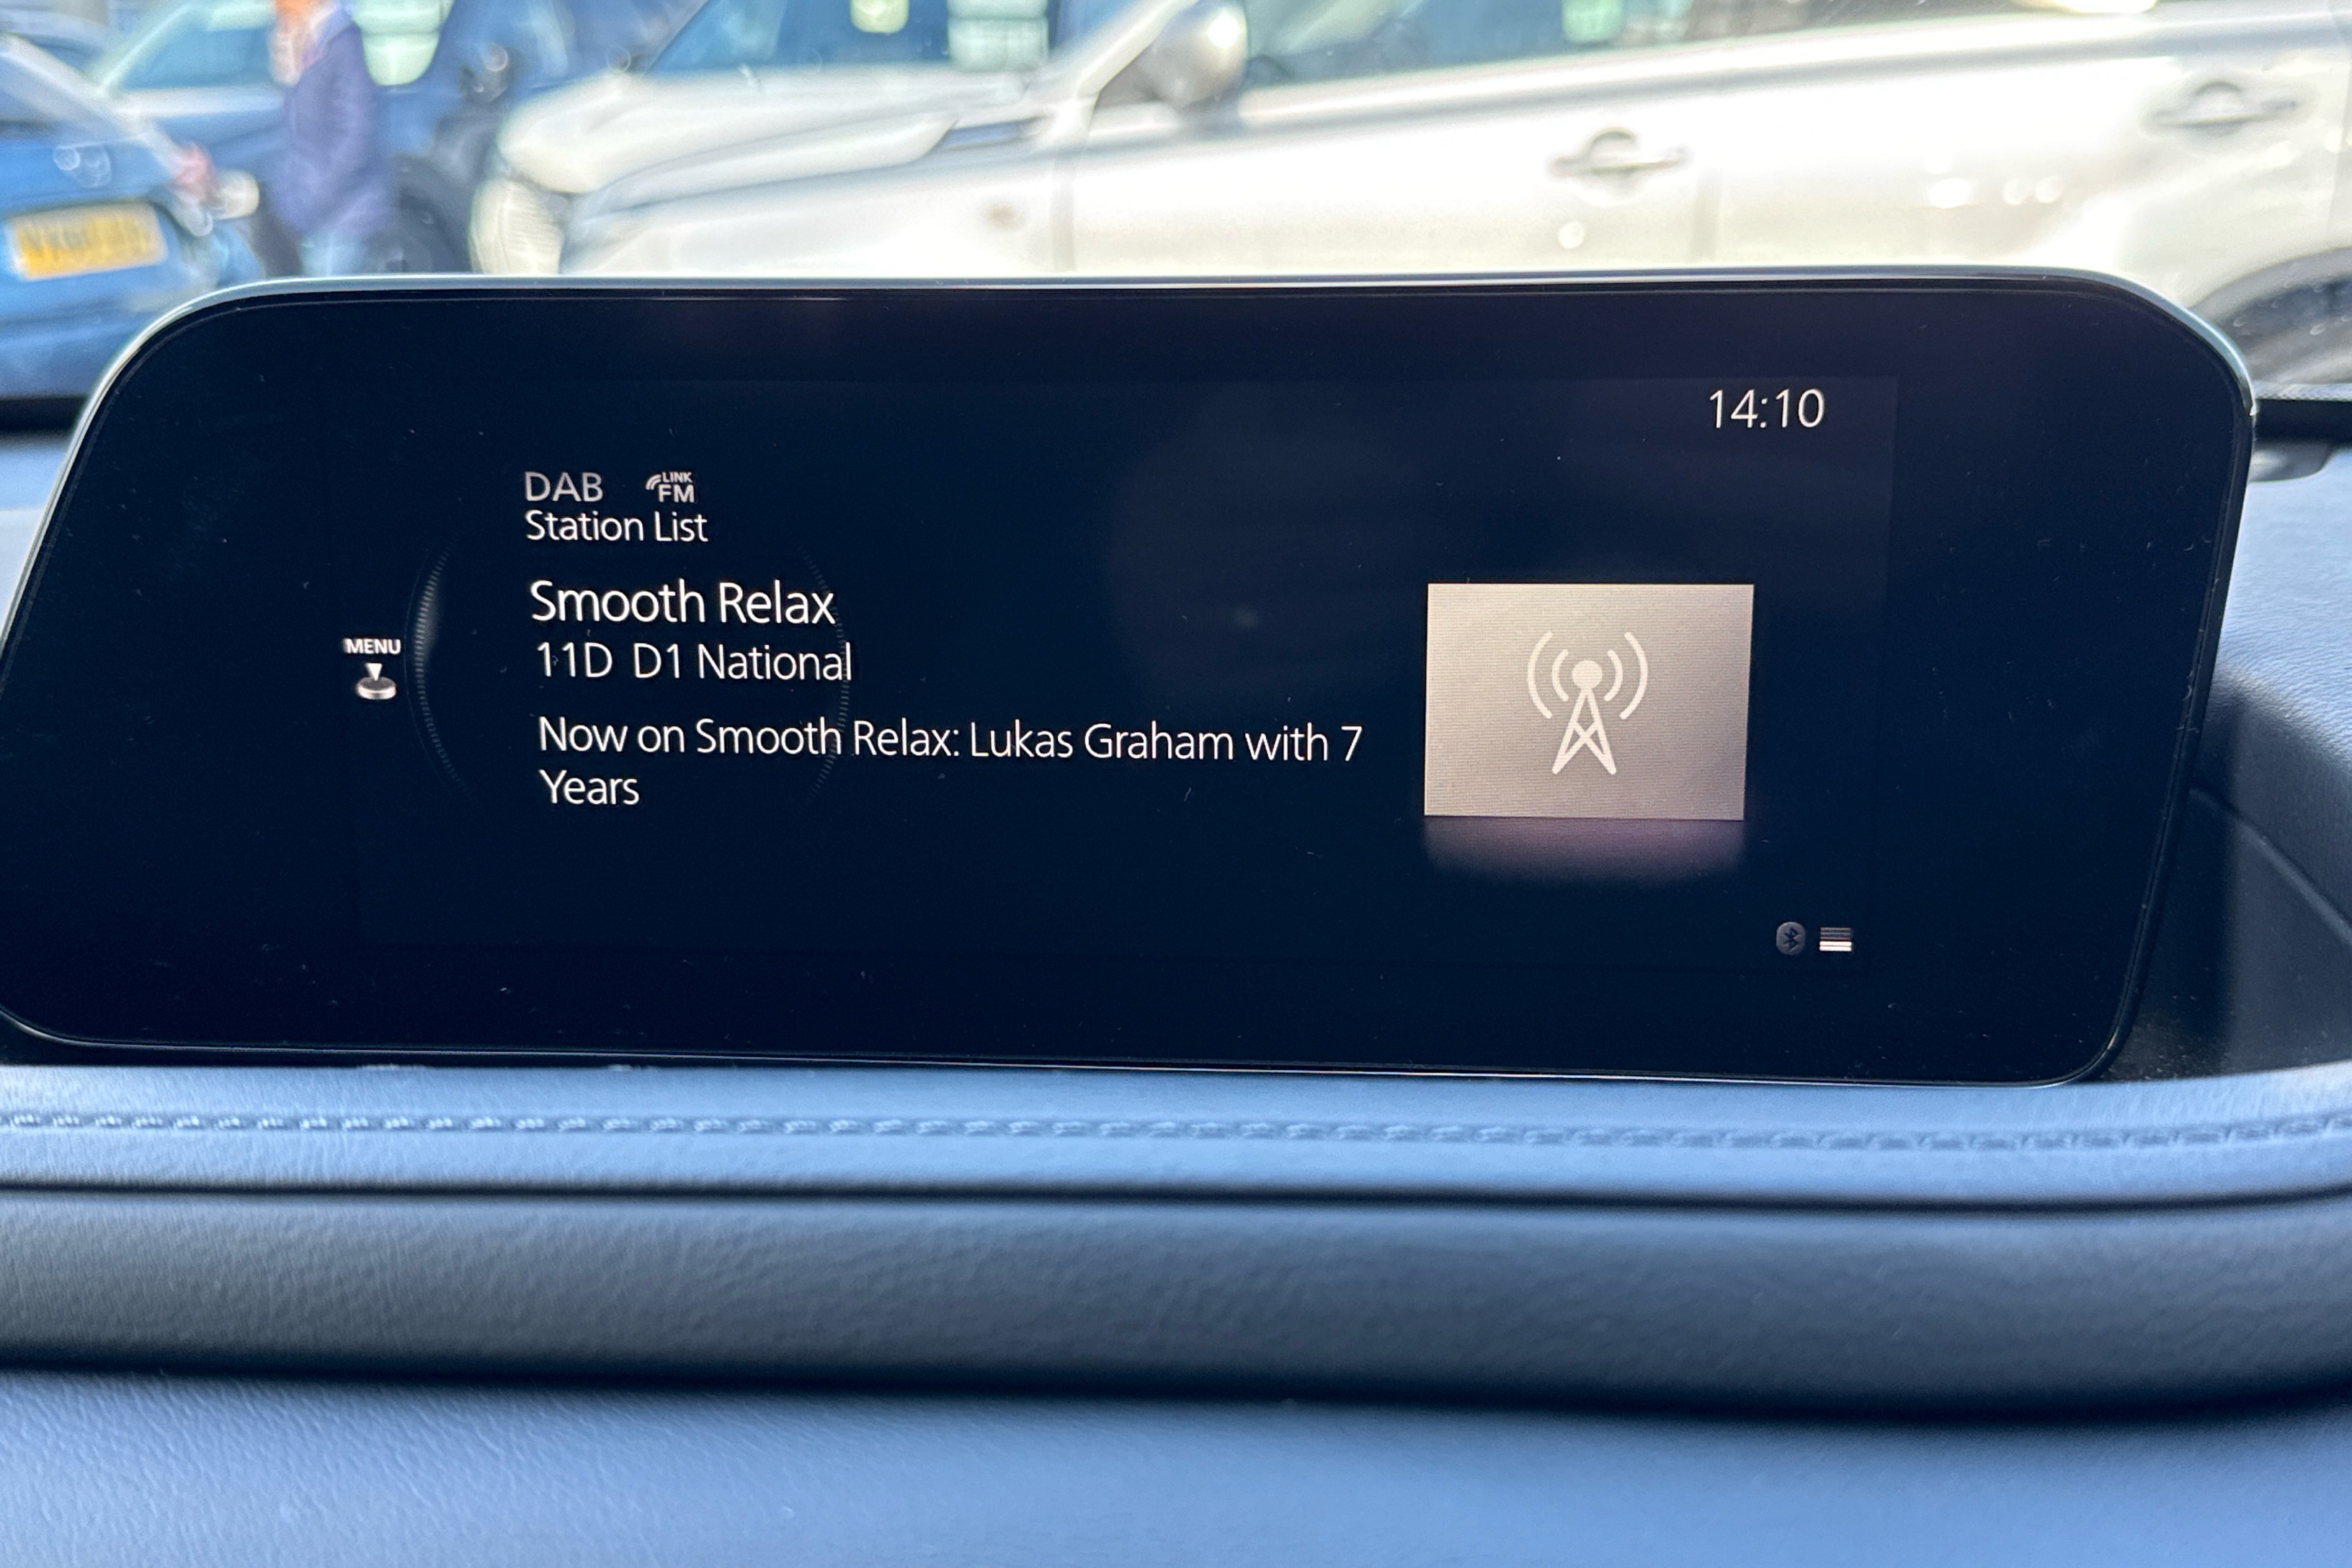 14:10
DAB LINK FM
Station List
Smooth Relax
11D D1 National
MENU
Now on Smooth Relax: Lukas Graham with 7
Years